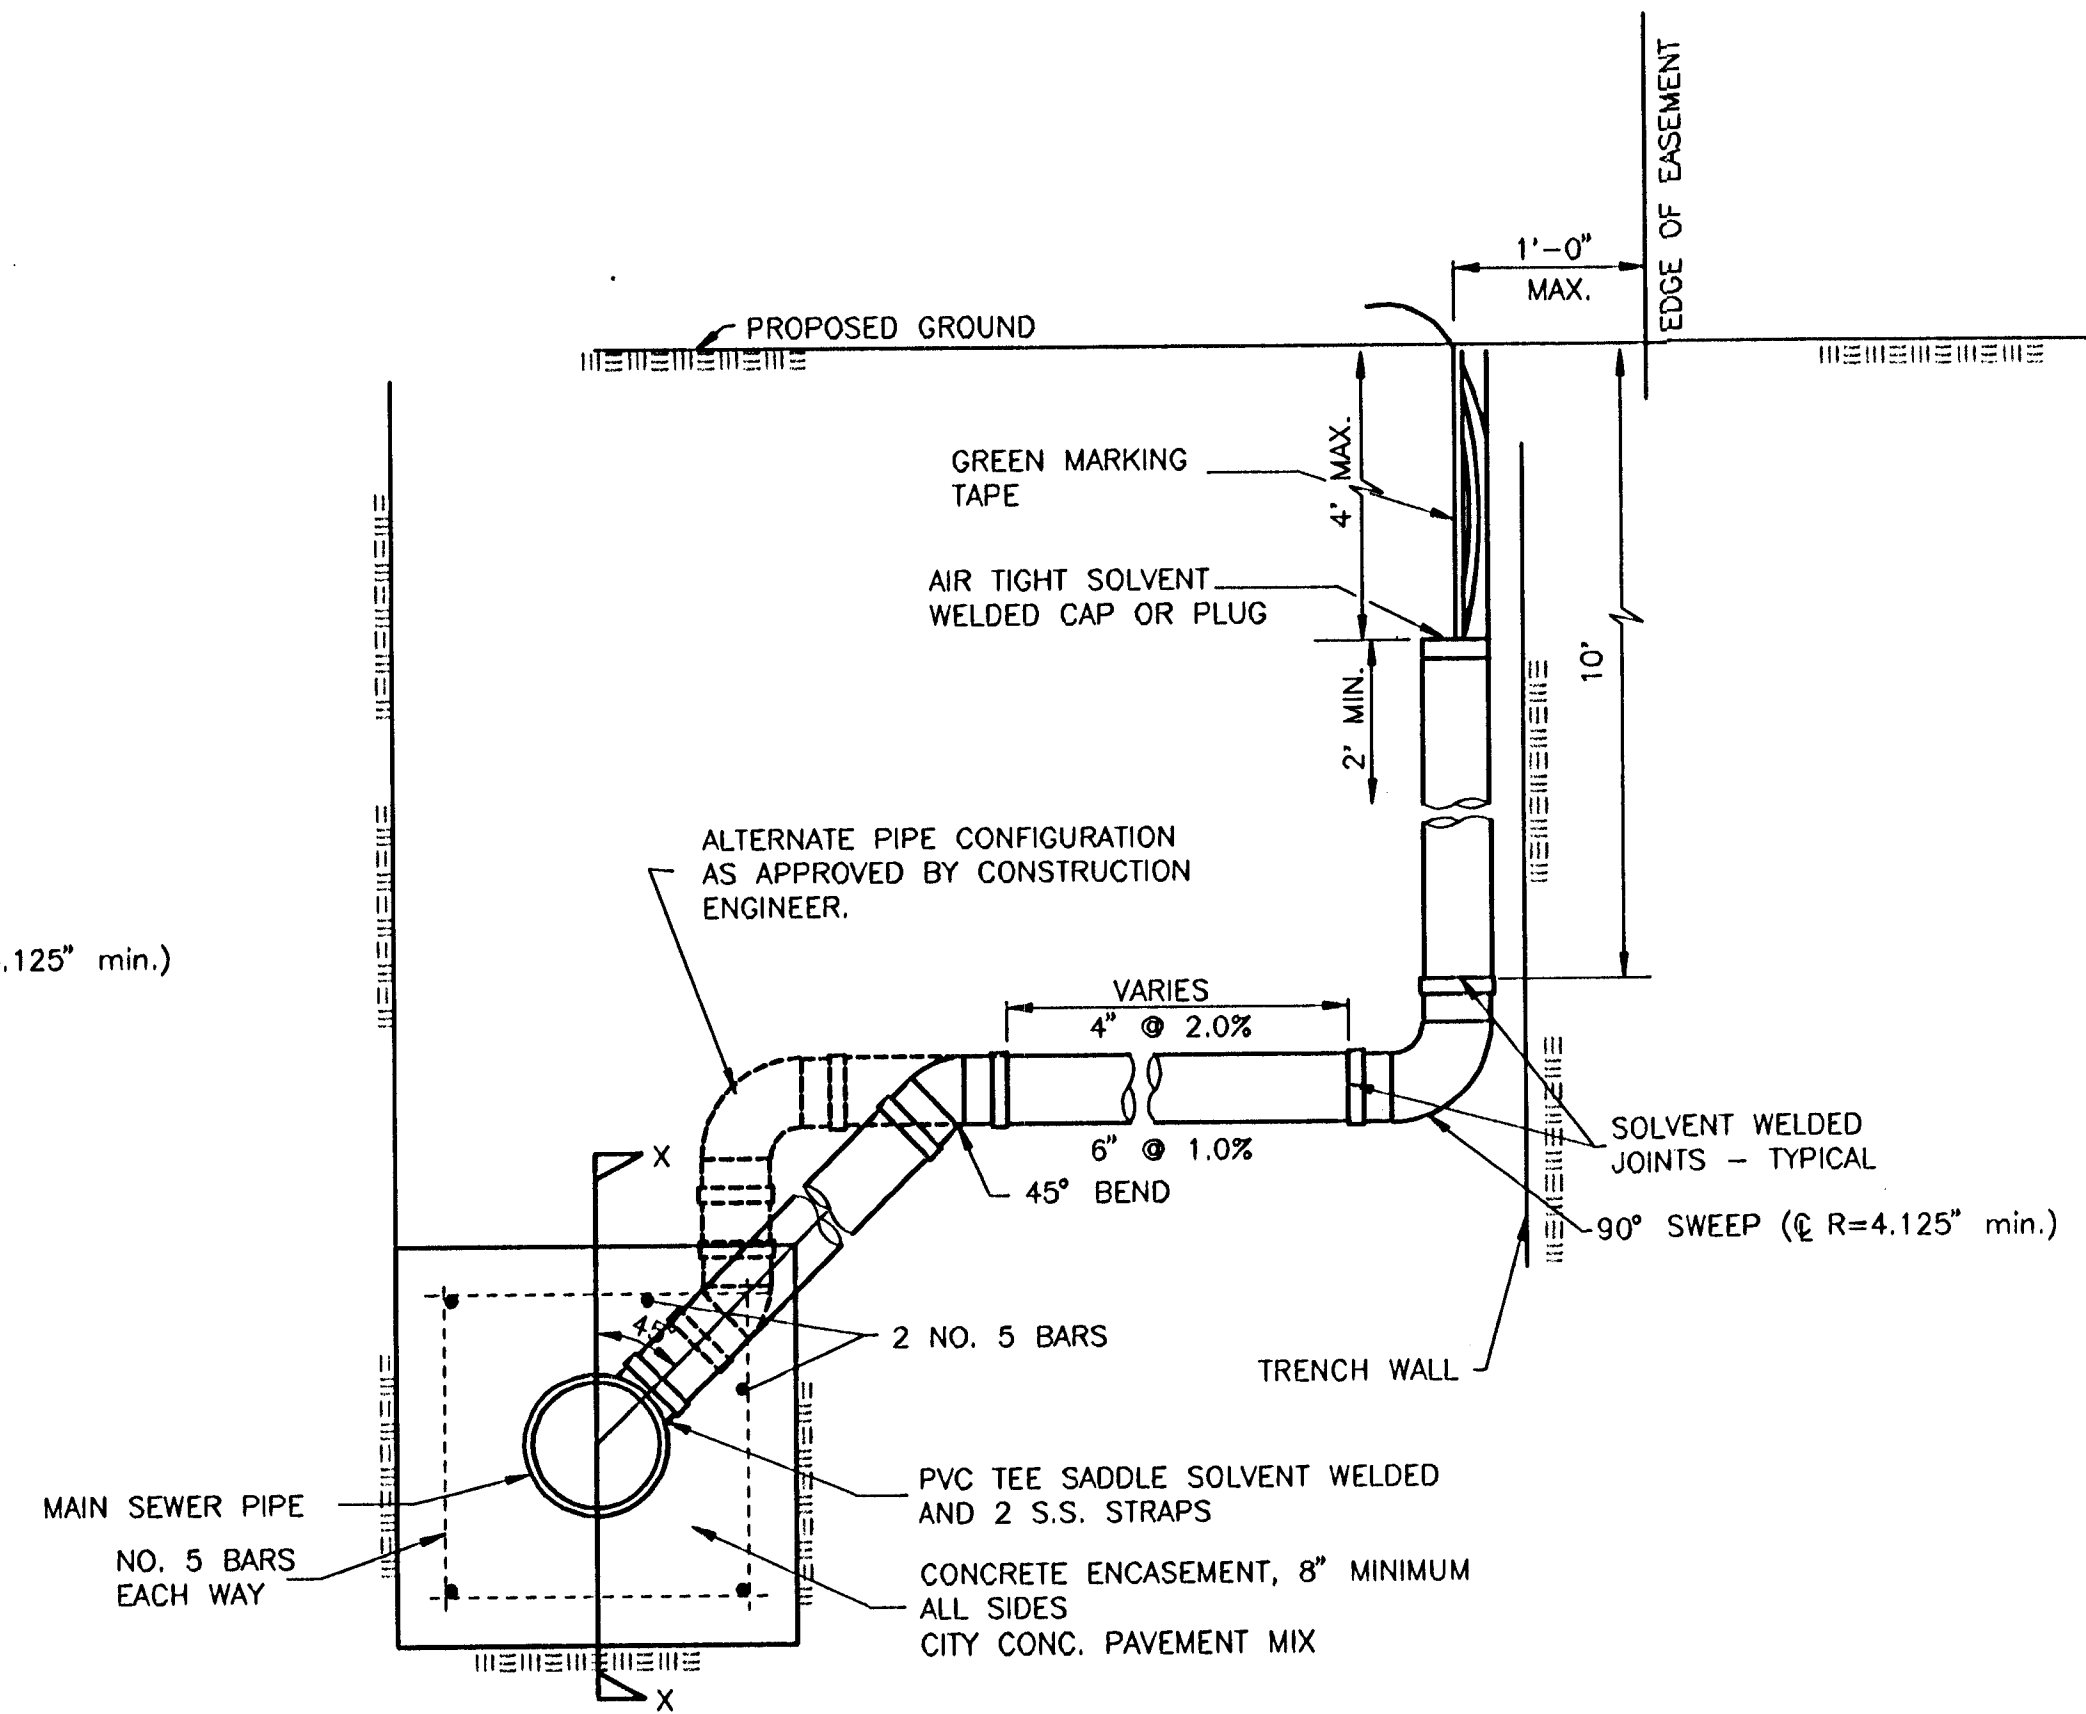 EDGE OF EASEMENT
1'-0"
MAX.
PROPOSED GROUND
GREEN MARKING
TAPE
4' MAX.
AIR TIGHT SOLVENT
WELDED CAP OR PLUG
2' MIN.
10'
ALTERNATE PIPE CONFIGURATION
AS APPROVED BY CONSTRUCTION
ENGINEER.
.125" min.)
VARIES
4" @ 2.0%
6" @ 1.0%
45° BEND
SOLVENT WELDED
JOINTS - TYPICAL
90° SWEEP (℄ R=4.125" min.)
X
45°
2 NO. 5 BARS
TRENCH WALL
MAIN SEWER PIPE
NO. 5 BARS
EACH WAY
PVC TEE SADDLE SOLVENT WELDED
AND 2 S.S. STRAPS
CONCRETE ENCASEMENT, 8" MINIMUM
ALL SIDES
CITY CONC. PAVEMENT MIX
X